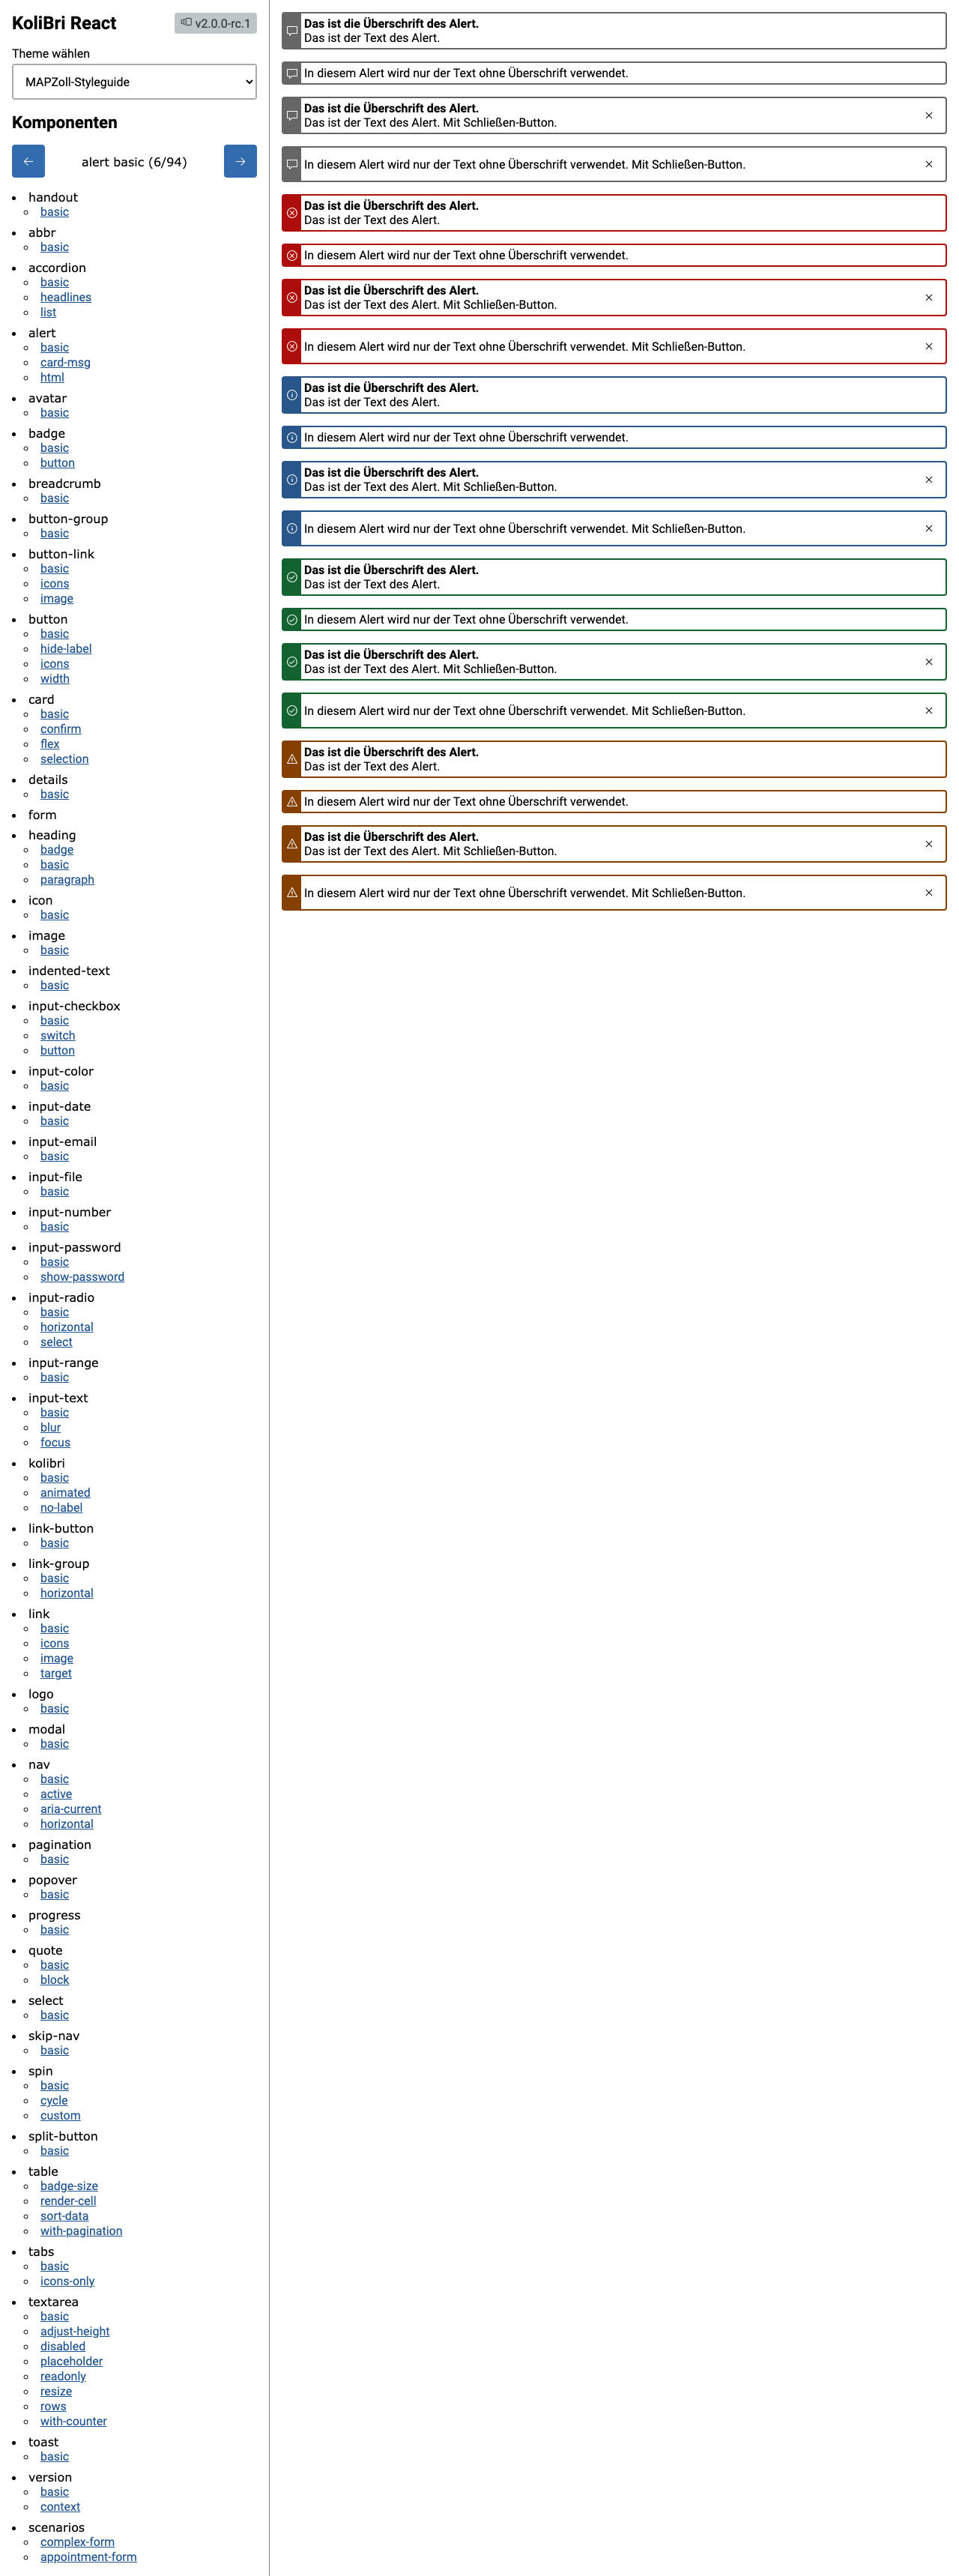 KoliBri React
v2.0.0-rc.1
Theme wählen
MAPZoll-Styleguide
Komponenten
alert basic (6/94)
handout
basic
abbr
basic
accordion
basic
headlines
list
alert
basic
card-msg
html
avatar
basic
badge
basic
button
breadcrumb
basic
button-group
basic
button-link
basic
icons
image
button
basic
hide-label
icons
width
card
basic
confirm
flex
selection
details
basic
form
heading
badge
basic
paragraph
icon
basic
image
basic
indented-text
basic
input-checkbox
basic
switch
button
input-color
basic
input-date
basic
input-email
basic
input-file
basic
input-number
basic
input-password
basic
show-password
input-radio
basic
horizontal
select
input-range
basic
input-text
basic
blur
focus
kolibri
basic
animated
no-label
link-button
basic
link-group
basic
horizontal
link
basic
icons
image
target
logo
basic
modal
basic
nav
basic
active
aria-current
horizontal
pagination
basic
popover
basic
progress
basic
quote
basic
block
select
basic
skip-nav
basic
spin
basic
cycle
custom
split-button
basic
table
badge-size
render-cell
sort-data
with-pagination
tabs
basic
icons-only
textarea
basic
adjust-height
disabled
placeholder
readonly
resize
rows
with-counter
toast
basic
version
basic
context
scenarios
complex-form
appointment-form
Das ist die Überschrift des Alert.
Das ist der Text des Alert.
In diesem Alert wird nur der Text ohne Überschrift verwendet.
Das ist die Überschrift des Alert.
Das ist der Text des Alert. Mit Schließen-Button.
In diesem Alert wird nur der Text ohne Überschrift verwendet. Mit Schließen-Button.
Das ist die Überschrift des Alert.
Das ist der Text des Alert.
In diesem Alert wird nur der Text ohne Überschrift verwendet.
Das ist die Überschrift des Alert.
Das ist der Text des Alert. Mit Schließen-Button.
In diesem Alert wird nur der Text ohne Überschrift verwendet. Mit Schließen-Button.
Das ist die Überschrift des Alert.
Das ist der Text des Alert.
In diesem Alert wird nur der Text ohne Überschrift verwendet.
Das ist die Überschrift des Alert.
Das ist der Text des Alert. Mit Schließen-Button.
In diesem Alert wird nur der Text ohne Überschrift verwendet. Mit Schließen-Button.
Das ist die Überschrift des Alert.
Das ist der Text des Alert.
In diesem Alert wird nur der Text ohne Überschrift verwendet.
Das ist die Überschrift des Alert.
Das ist der Text des Alert. Mit Schließen-Button.
In diesem Alert wird nur der Text ohne Überschrift verwendet. Mit Schließen-Button.
Das ist die Überschrift des Alert.
Das ist der Text des Alert.
In diesem Alert wird nur der Text ohne Überschrift verwendet.
Das ist die Überschrift des Alert.
Das ist der Text des Alert. Mit Schließen-Button.
In diesem Alert wird nur der Text ohne Überschrift verwendet. Mit Schließen-Button.